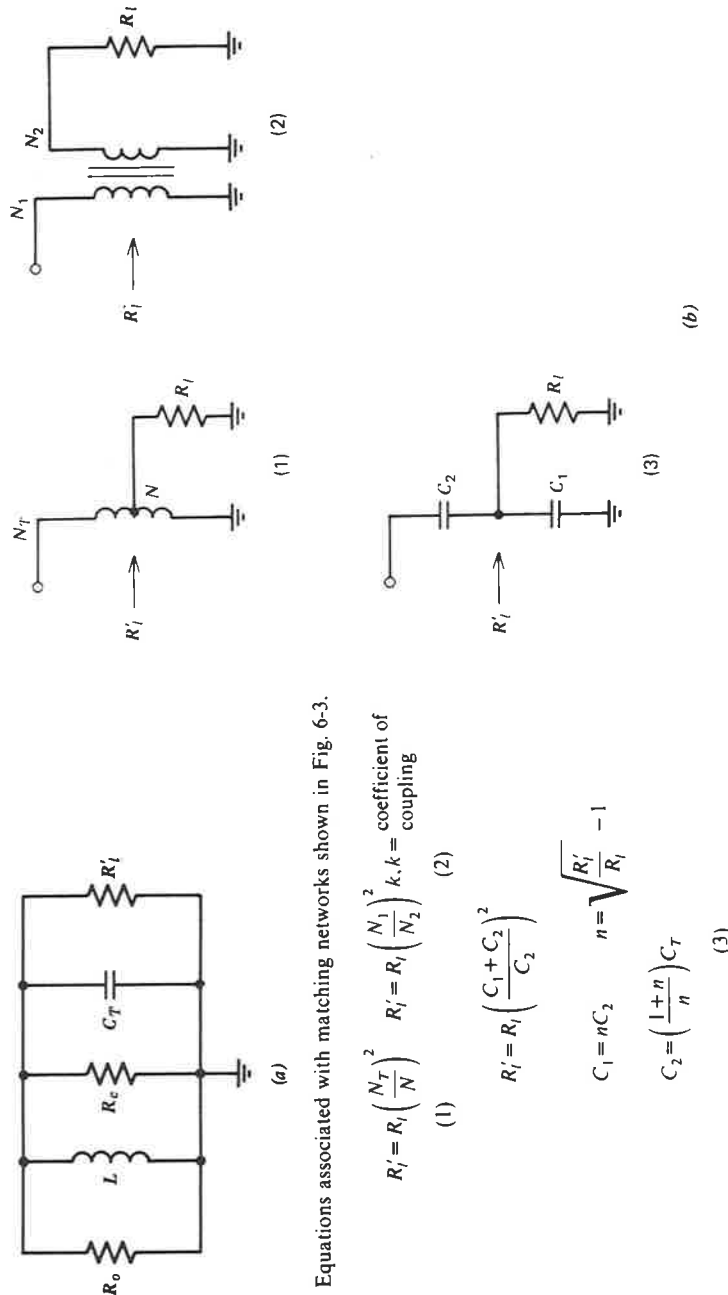 R_o
L
R_c
C_T
R'_l
(a)
N_T
N
R'_l
R_l
(1)
N_1
N_2
R'_l
R_l
(2)
C_2
C_1
R'_l
R_l
(3)
(b)
Equations associated with matching networks shown in Fig. 6-3.
R'_l = R_l (N_T / N)^2
(1)
R'_l = R_l (N_1 / N_2)^2 k, k = coefficient of coupling
(2)
R'_l = R_l ((C_1 + C_2) / C_2)^2
C_1 = nC_2 n = √(R'_l / R_l) − 1
C_2 = ((1 + n) / n) C_T
(3)